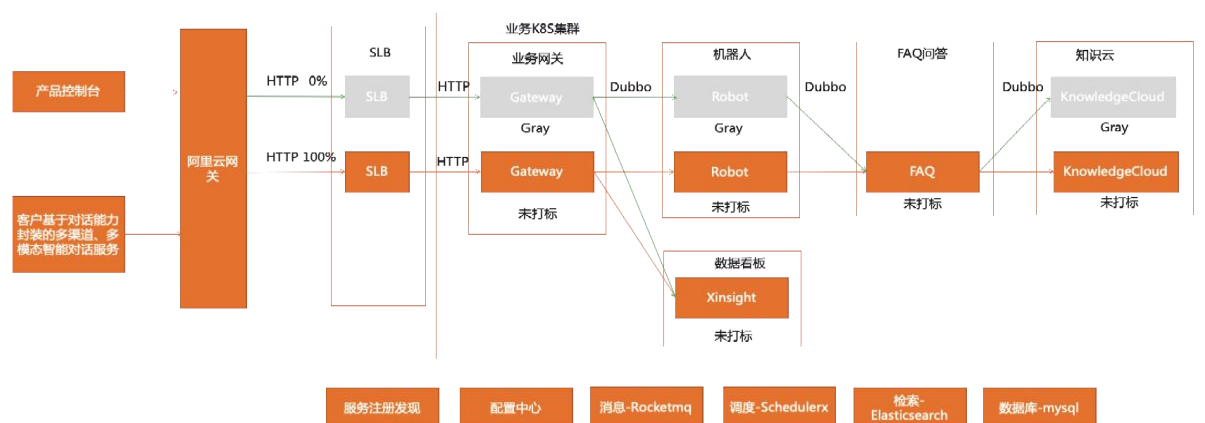 业务K8S集群
SLB
业务网关
机器人
FAQ问答
知识云
产品控制台
HTTP 0%
SLB
HTTP
Gateway
Dubbo
Robot
Dubbo
Dubbo
KnowledgeCloud
Gray
Gray
Gray
阿里云网
关
HTTP 100%
SLB
HTTP
Gateway
Robot
FAQ
KnowledgeCloud
未打标
未打标
未打标
未打标
客户基于对话能力
封装的多渠道、多
模态智能对话服务
数据看板
Xinsight
未打标
服务注册发现
配置中心
消息-Rocketmq
调度-Schedulerx
检索-
Elasticsearch
数据库-mysql